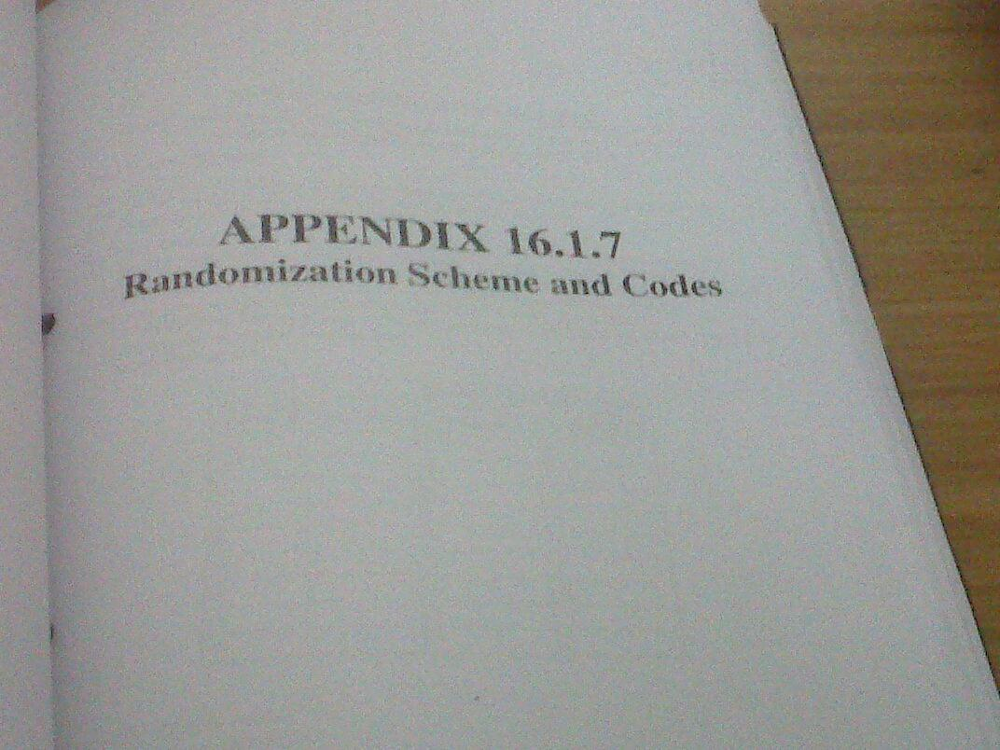 APPENDIX 16.1.7
Randomization Scheme and Codes